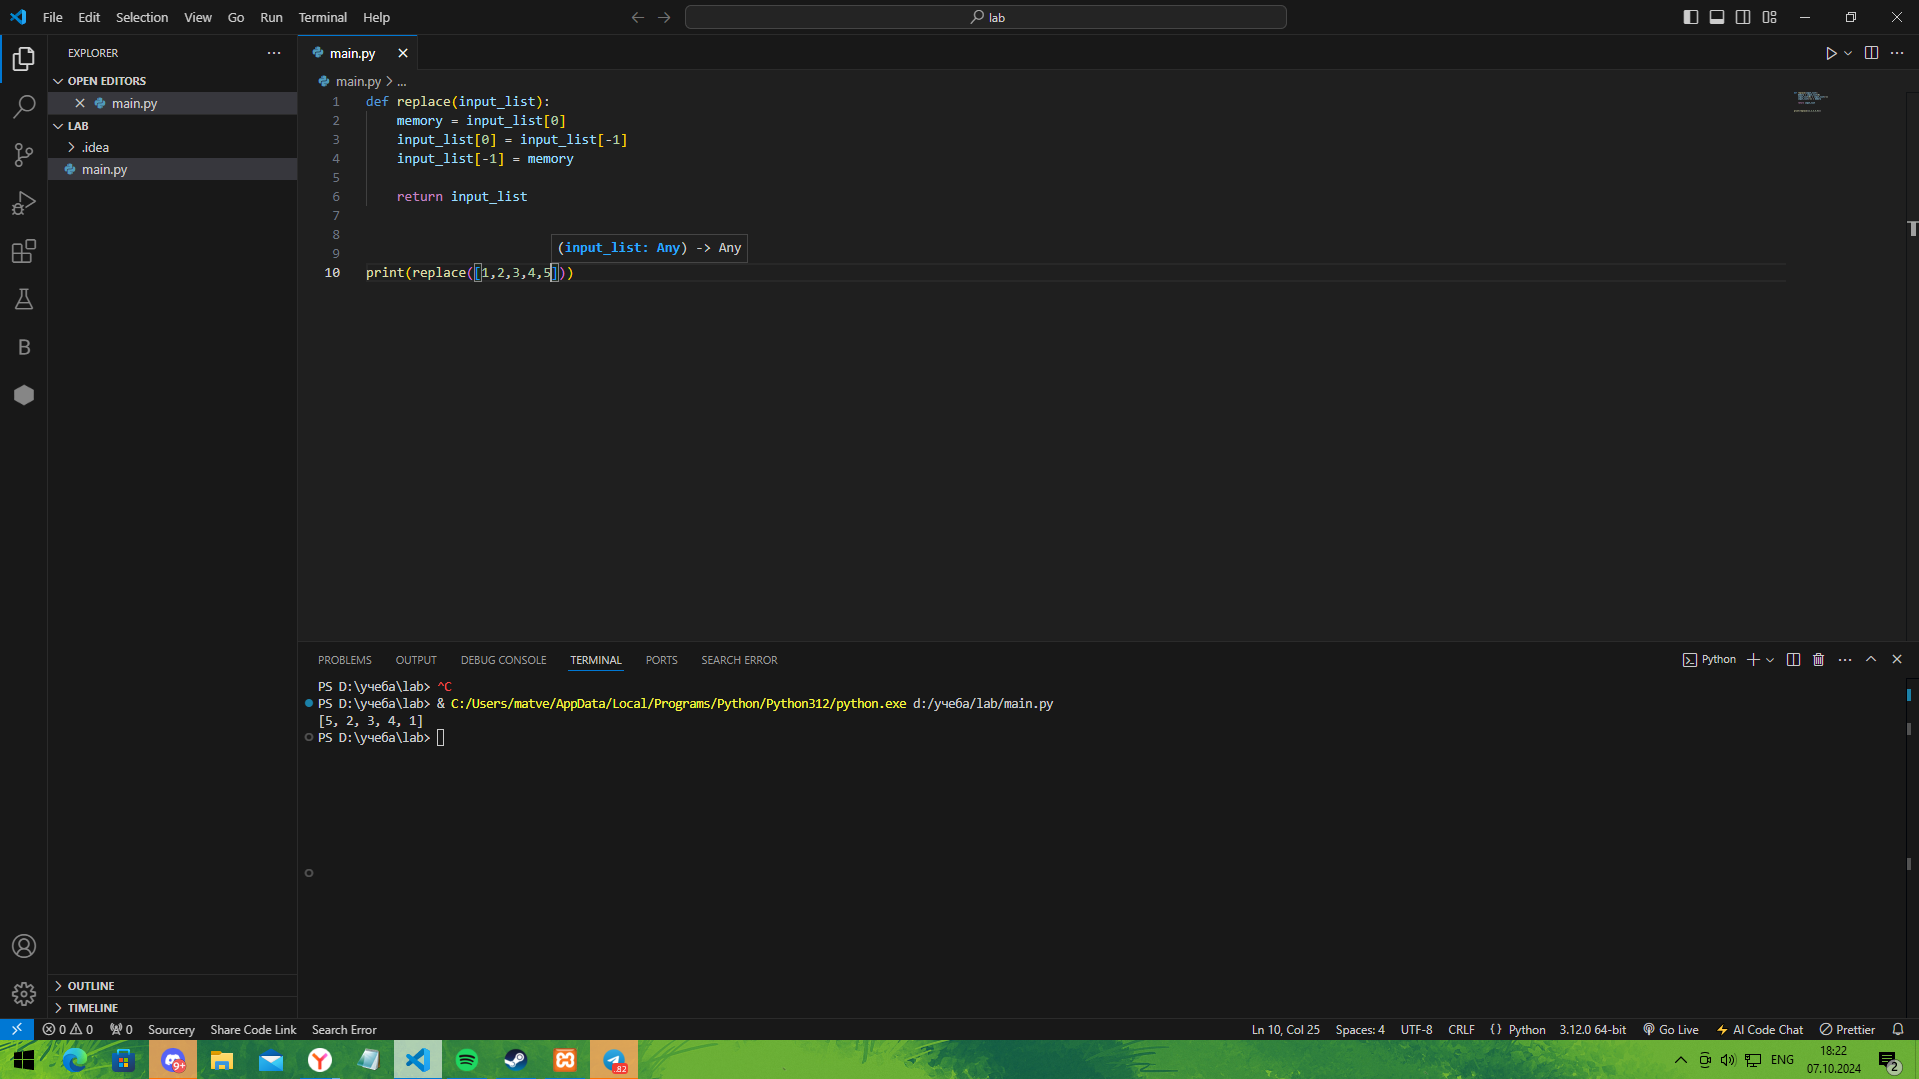 File Edit Selection View Go Run Terminal Help
lab
EXPLORER
OPEN EDITORS
main.py
LAB
.idea
main.py
OUTLINE
TIMELINE
main.py
main.py > ...
1 def replace(input_list):
2 memory = input_list[0]
3 input_list[0] = input_list[-1]
4 input_list[-1] = memory
5
6 return input_list
7
8
(input_list: Any) -> Any
9
10 print(replace([1,2,3,4,5]))
PROBLEMS OUTPUT DEBUG CONSOLE TERMINAL PORTS SEARCH ERROR
Python
PS D:\учеба\lab> ^C
PS D:\учеба\lab> & C:/Users/matve/AppData/Local/Programs/Python/Python312/python.exe d:/учеба/lab/main.py
[5, 2, 3, 4, 1]
PS D:\учеба\lab>
0 0 0 Sourcery Share Code Link Search Error
Ln 10, Col 25 Spaces: 4 UTF-8 CRLF {} Python 3.12.0 64-bit Go Live AI Code Chat Prettier
9+ 82
ENG
18:22
07.10.2024
2